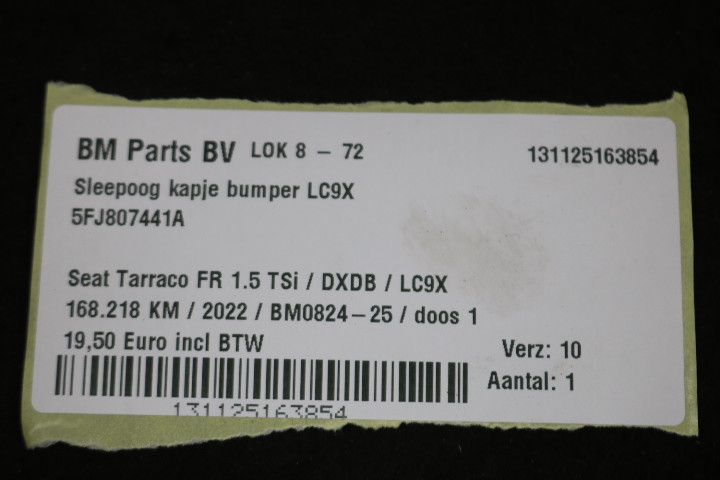 BM Parts BV LOK 8 - 72 131125163854
Sleepoog kapje bumper LC9X
5FJ807441A
Seat Tarraco FR 1.5 TSi / DXDB / LC9X
168.218 KM / 2022 / BM0824-25 / doos 1
19,50 Euro incl BTW
Verz: 10
Aantal: 1
131125163854